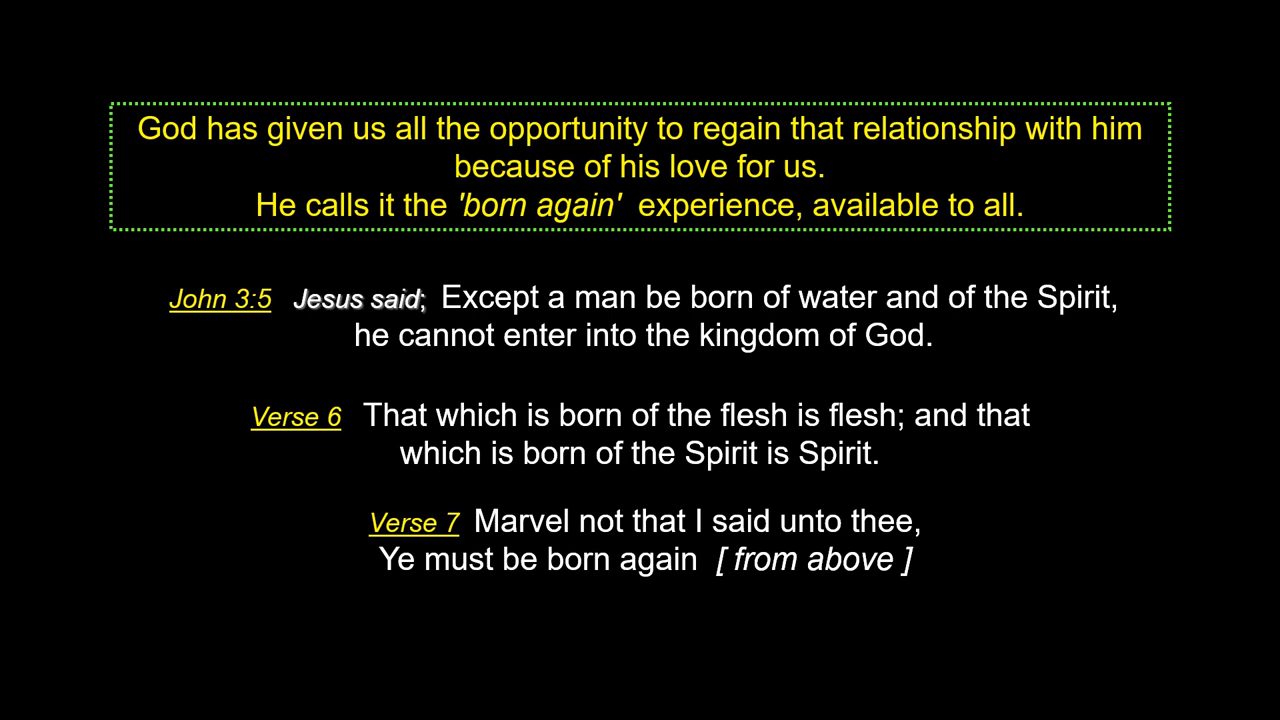 God has given us all the opportunity to regain that relationship with him
because of his love for us.
He calls it the 'born again' experience, available to all.
John 3:5 Jesus said; Except a man be born of water and of the Spirit,
he cannot enter into the kingdom of God.
Verse 6 That which is born of the flesh is flesh; and that
which is born of the Spirit is Spirit.
Verse 7 Marvel not that I said unto thee,
Ye must be born again [ from above ]